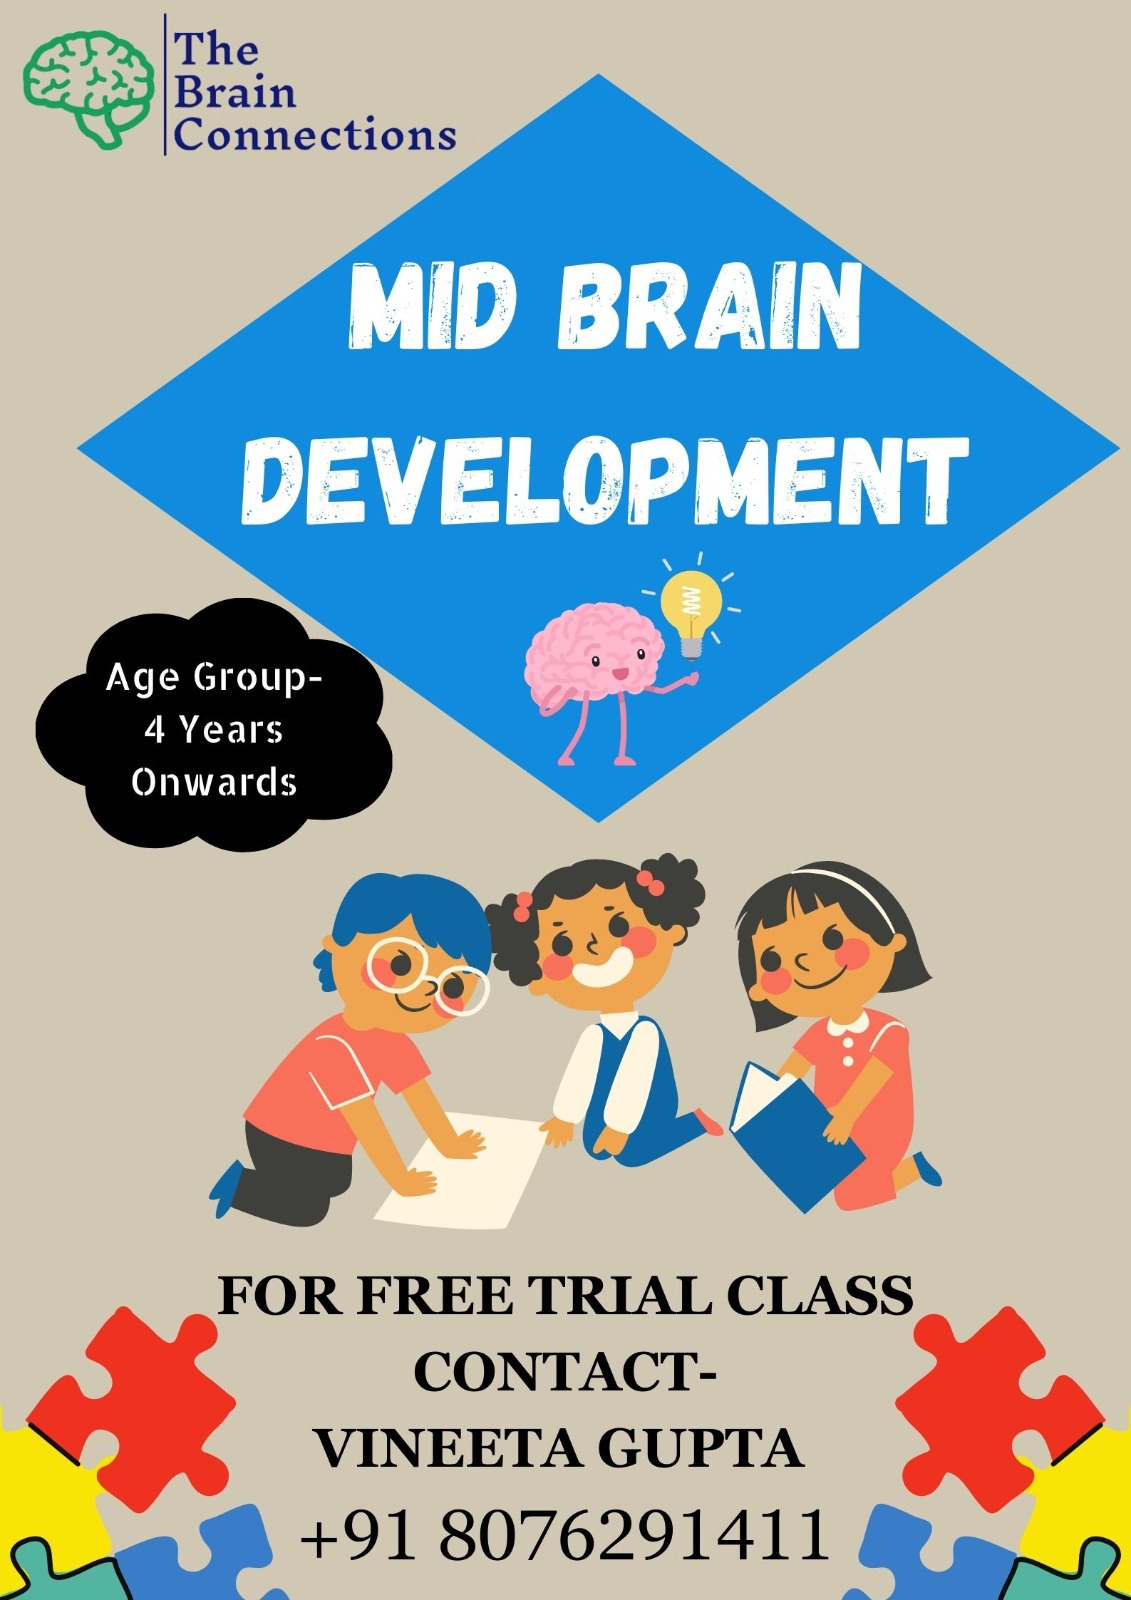 The
Brain
Connections
MID BRAIN
DEVELOPMENT
Age Group-
4 Years
Onwards
FOR FREE TRIAL CLASS
CONTACT-
VINEETA GUPTA
+91 8076291411